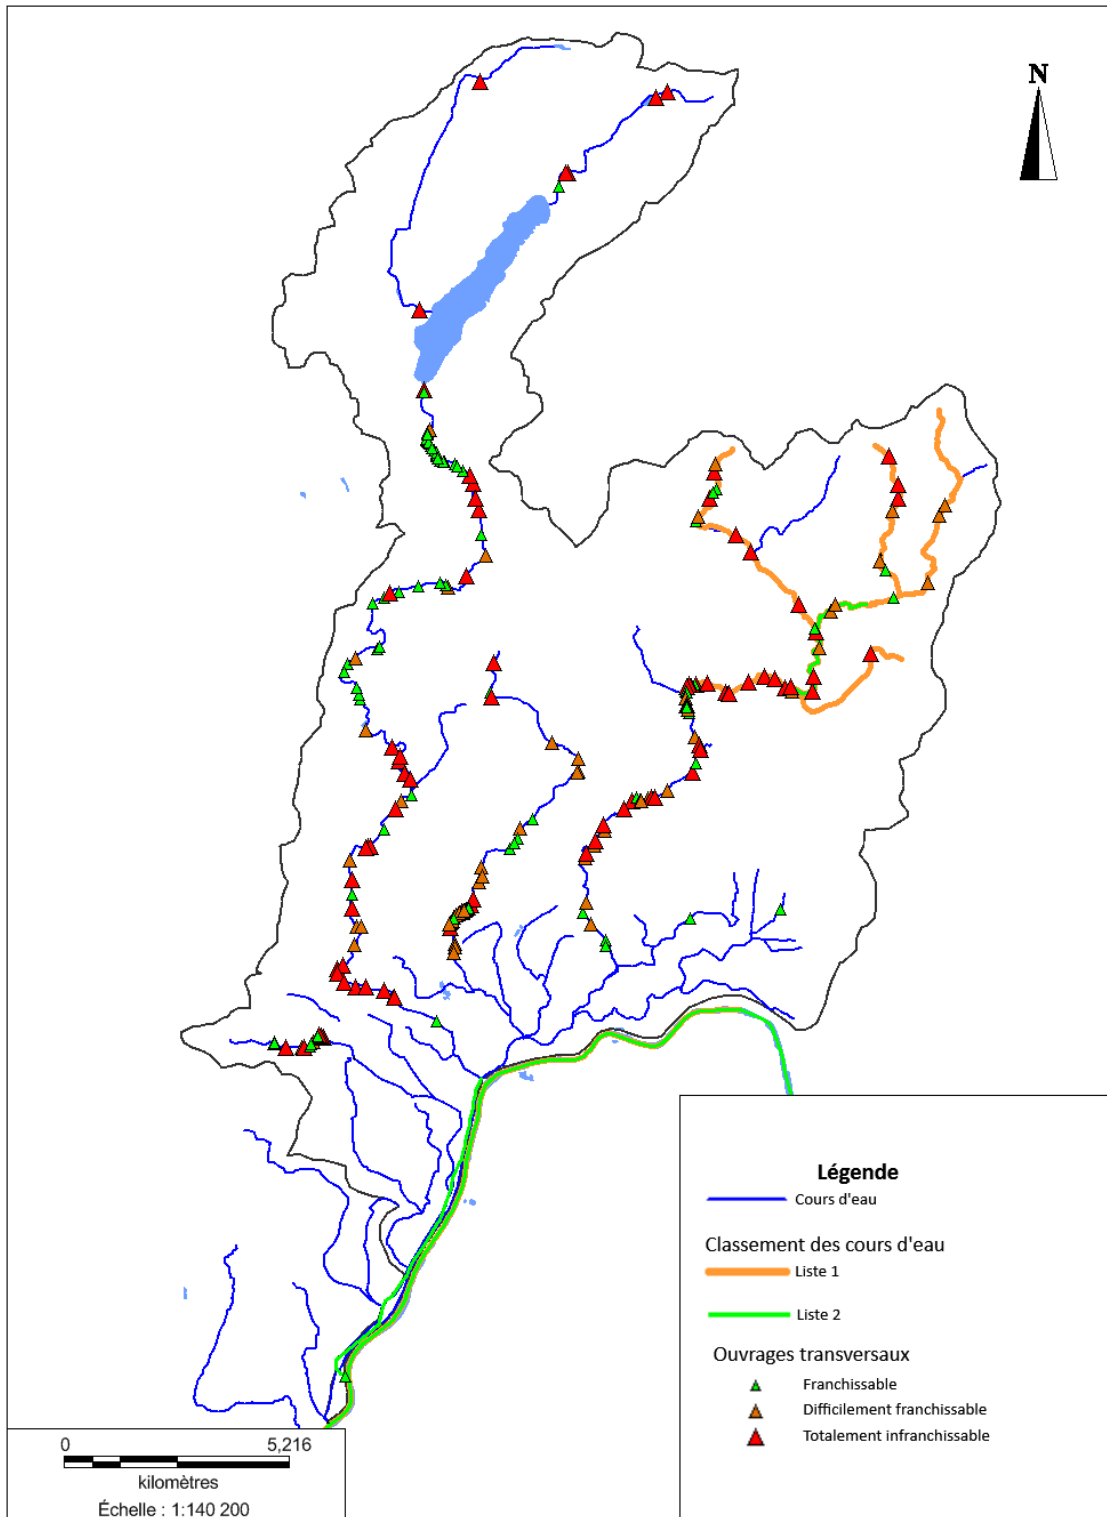 N
Légende
Cours d'eau
Classement des cours d'eau
Liste 1
Liste 2
Ouvrages transversaux
Franchissable
Difficilement franchissable
Totalement infranchissable
0 5,216
kilomètres
Échelle : 1:140 200